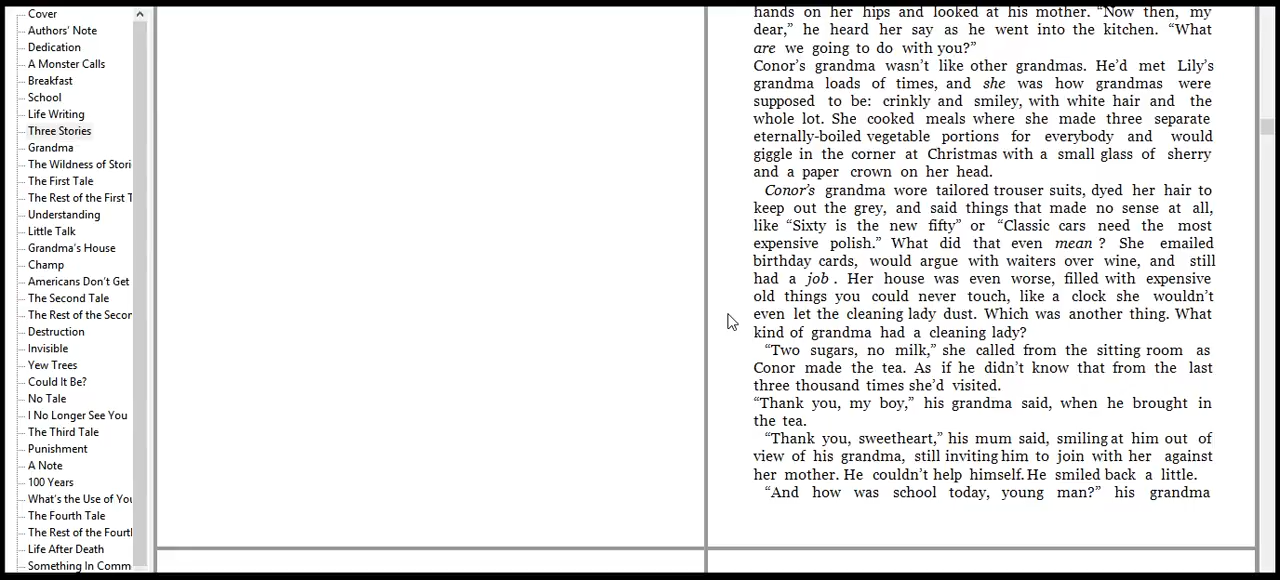 Cover
Authors' Note
Dedication
A Monster Calls
Breakfast
School
Life Writing
Three Stories
Grandma
The Wildness of Stori
The First Tale
The Rest of the First T
Understanding
Little Talk
Grandma's House
Champ
Americans Don't Get
The Second Tale
The Rest of the Secor
Destruction
Invisible
Yew Trees
Could It Be?
No Tale
I No Longer See You
The Third Tale
Punishment
A Note
100 Years
What's the Use of You
The Fourth Tale
The Rest of the Fourth
Life After Death
Something In Comm
hands on her hips and looked at his mother. “Now then, my
dear,” he heard her say as he went into the kitchen. “What
are we going to do with you?”
Conor’s grandma wasn’t like other grandmas. He’d met Lily’s
grandma loads of times, and she was how grandmas were
supposed to be: crinkly and smiley, with white hair and the
whole lot. She cooked meals where she made three separate
eternally-boiled vegetable portions for everybody and would
giggle in the corner at Christmas with a small glass of sherry
and a paper crown on her head.
Conor’s grandma wore tailored trouser suits, dyed her hair to
keep out the grey, and said things that made no sense at all,
like “Sixty is the new fifty” or “Classic cars need the most
expensive polish.” What did that even mean ? She emailed
birthday cards, would argue with waiters over wine, and still
had a job . Her house was even worse, filled with expensive
old things you could never touch, like a clock she wouldn’t
even let the cleaning lady dust. Which was another thing. What
kind of grandma had a cleaning lady?
“Two sugars, no milk,” she called from the sitting room as
Conor made the tea. As if he didn’t know that from the last
three thousand times she’d visited.
“Thank you, my boy,” his grandma said, when he brought in
the tea.
“Thank you, sweetheart,” his mum said, smiling at him out of
view of his grandma, still inviting him to join with her against
her mother. He couldn’t help himself. He smiled back a little.
“And how was school today, young man?” his grandma